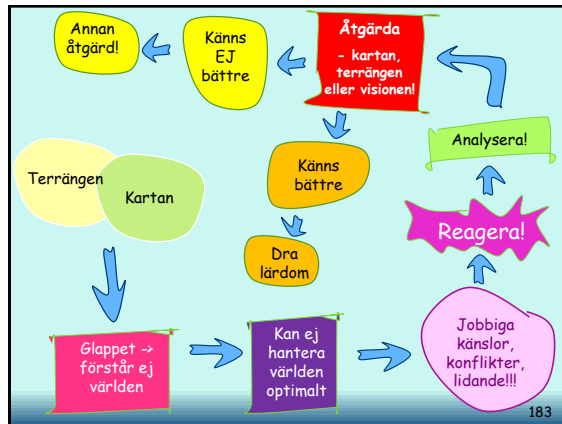 Annan
åtgärd!
Känns
EJ
bättre
Åtgärda
- kartan,
terrängen
eller visionen!
Analysera!
Terrängen
Kartan
Känns
bättre
Reagera!
Dra
lärdom
Glappet ->
förstår ej
världen
Kan ej
hantera
världen
optimalt
Jobbiga
känslor,
konflikter,
lidande!!!
183